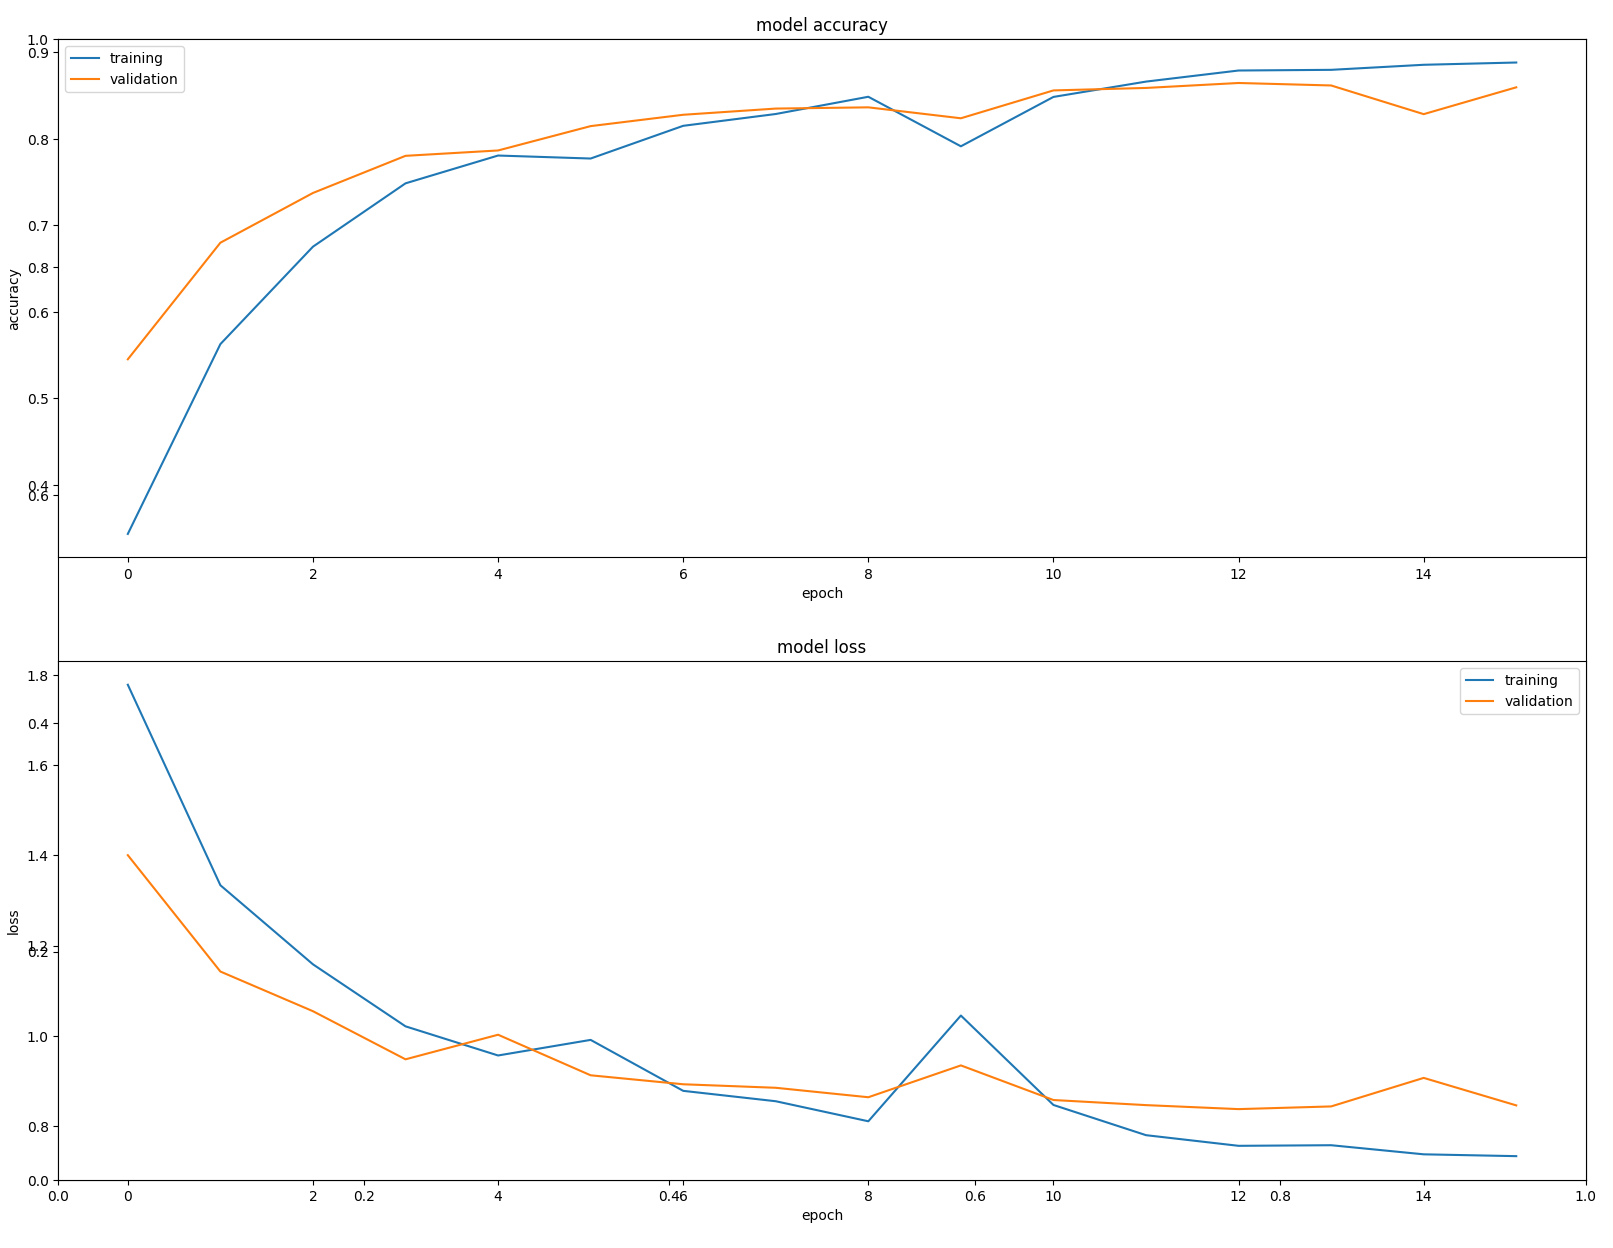 model accuracy
1.0
0.9
training
validation
0.8
0.7
0.8
accuracy
0.6
0.5
0.4
0.6
0 2 4 6 8 10 12 14
epoch
model loss
1.8
training
validation
0.4
1.6
1.4
loss
1.2
0.2
1.0
0.8
0.0
0.0 0 2 0.2 4 0.4 6 8 0.6 10 12 0.8 14 1.0
epoch